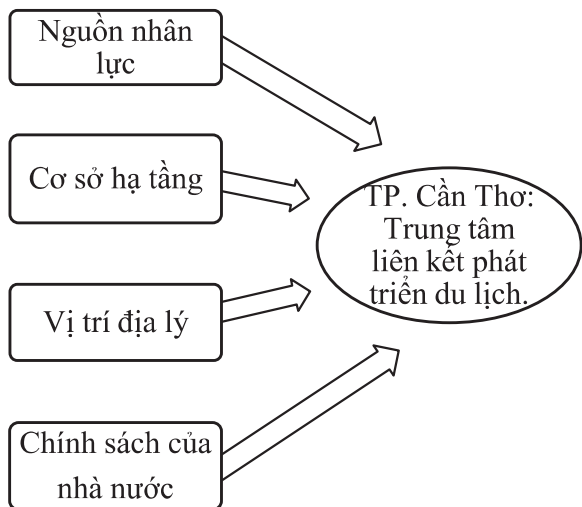 Nguồn nhân
lực
Cơ sở hạ tầng
Vị trí địa lý
Chính sách của
nhà nước
TP. Cần Thơ:
Trung tâm
liên kết phát
triển du lịch.